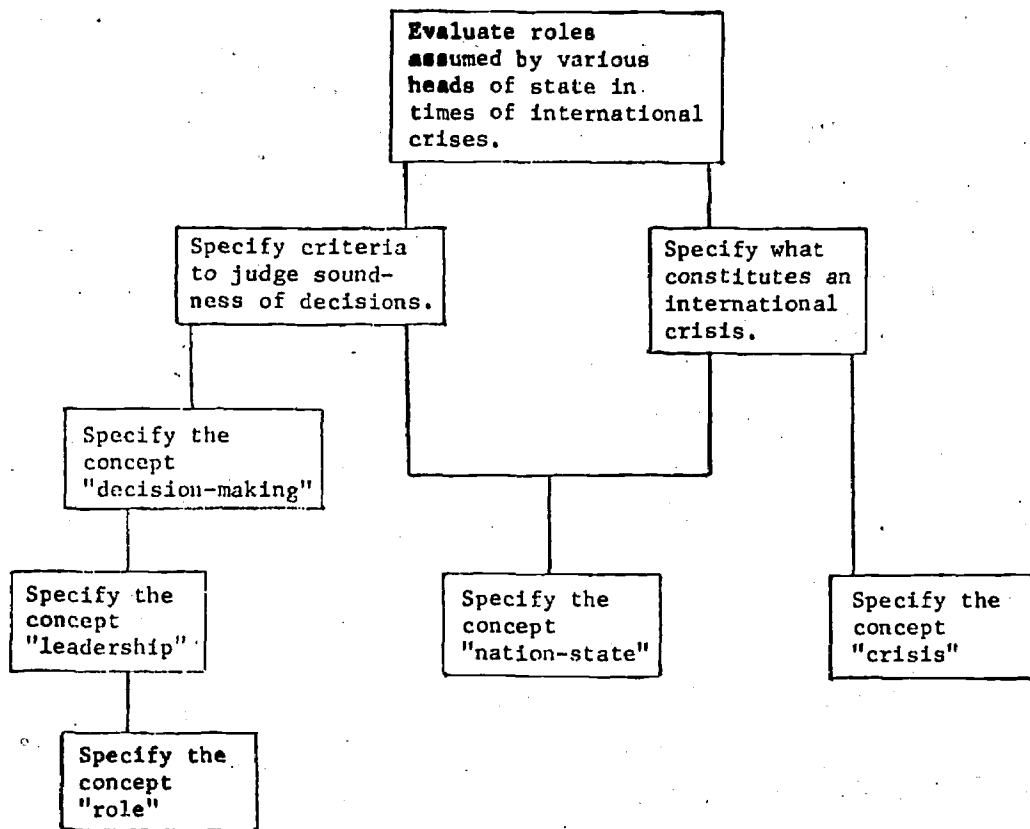 Evaluate roles
assumed by various
heads of state in
times of international
crises.
Specify criteria
to judge sound-
ness of decisions.
Specify what
constitutes an
international
crisis.
Specify the
concept
"decision-making"
Specify the
concept
"leadership"
Specify the
concept
"nation-state"
Specify the
concept
"crisis"
Specify the
concept
"role"